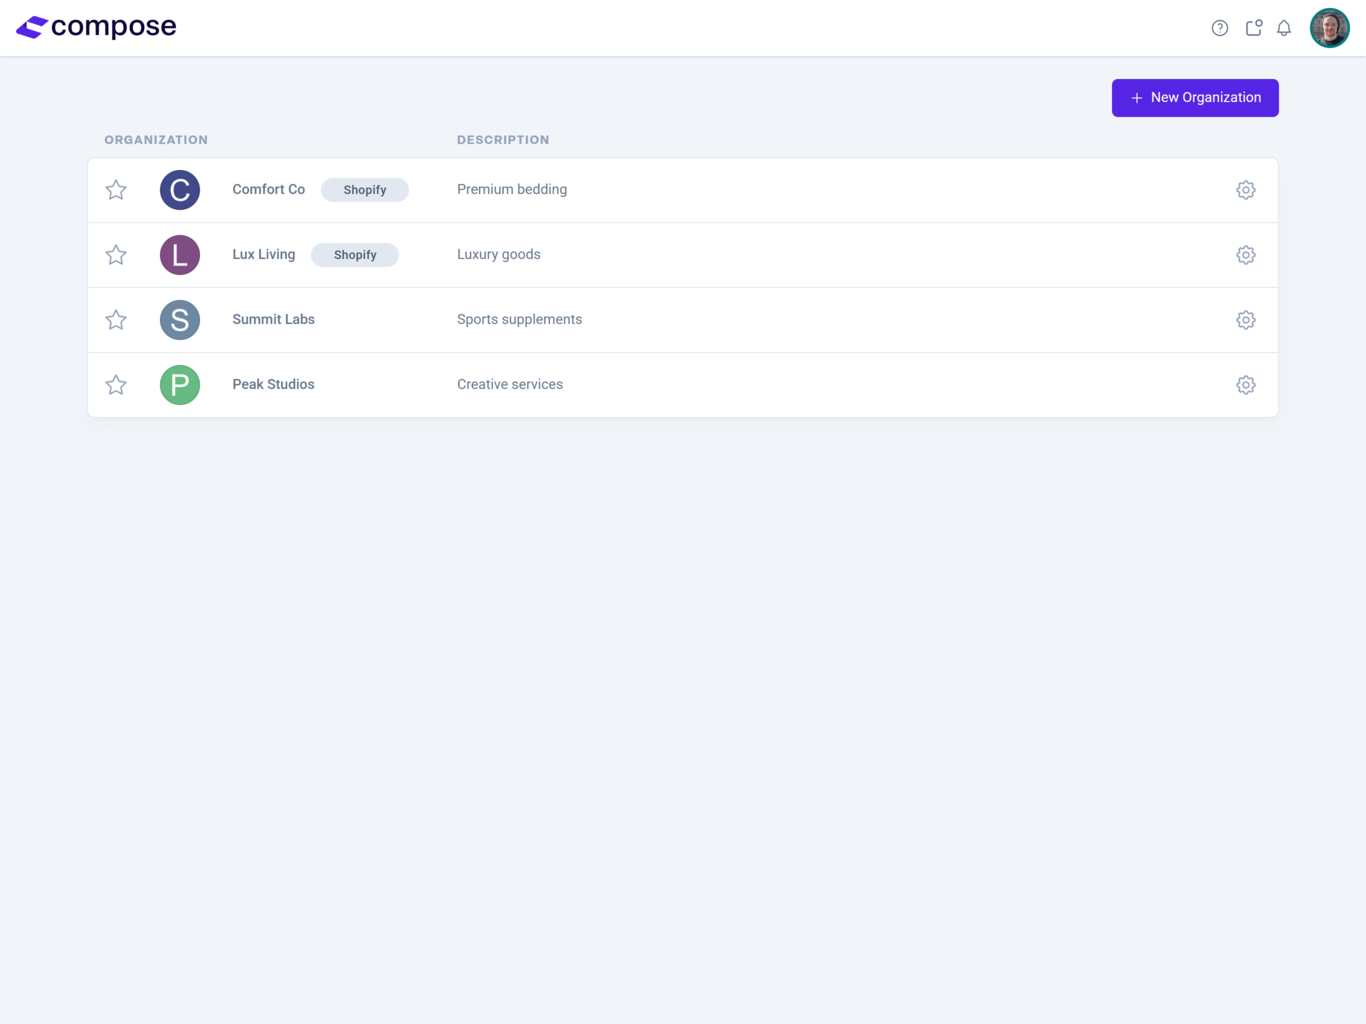 compose
+ New Organization
ORGANIZATION DESCRIPTION
C Comfort Co Shopify Premium bedding
L Lux Living Shopify Luxury goods
S Summit Labs Sports supplements
P Peak Studios Creative services